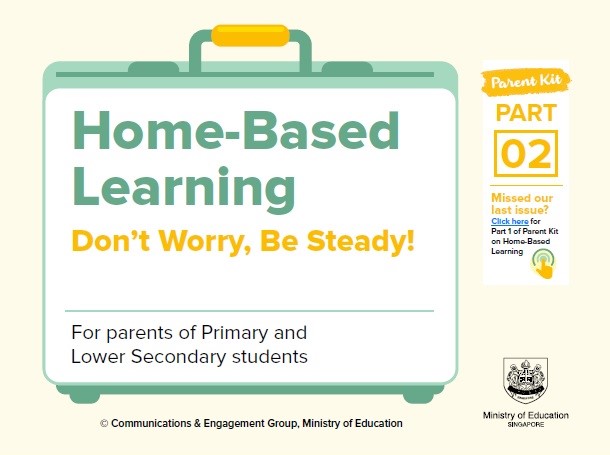 Home-Based
Learning
Don't Worry, Be Steady!
For parents of Primary and
Lower Secondary students
© Communications & Engagement Group, Ministry of Education
Parent Kit
PART
02
Missed our
last issue?
Click here for
Part 1 of Parent Kit
on Home-Based
Learning
Ministry of Education
SINGAPORE